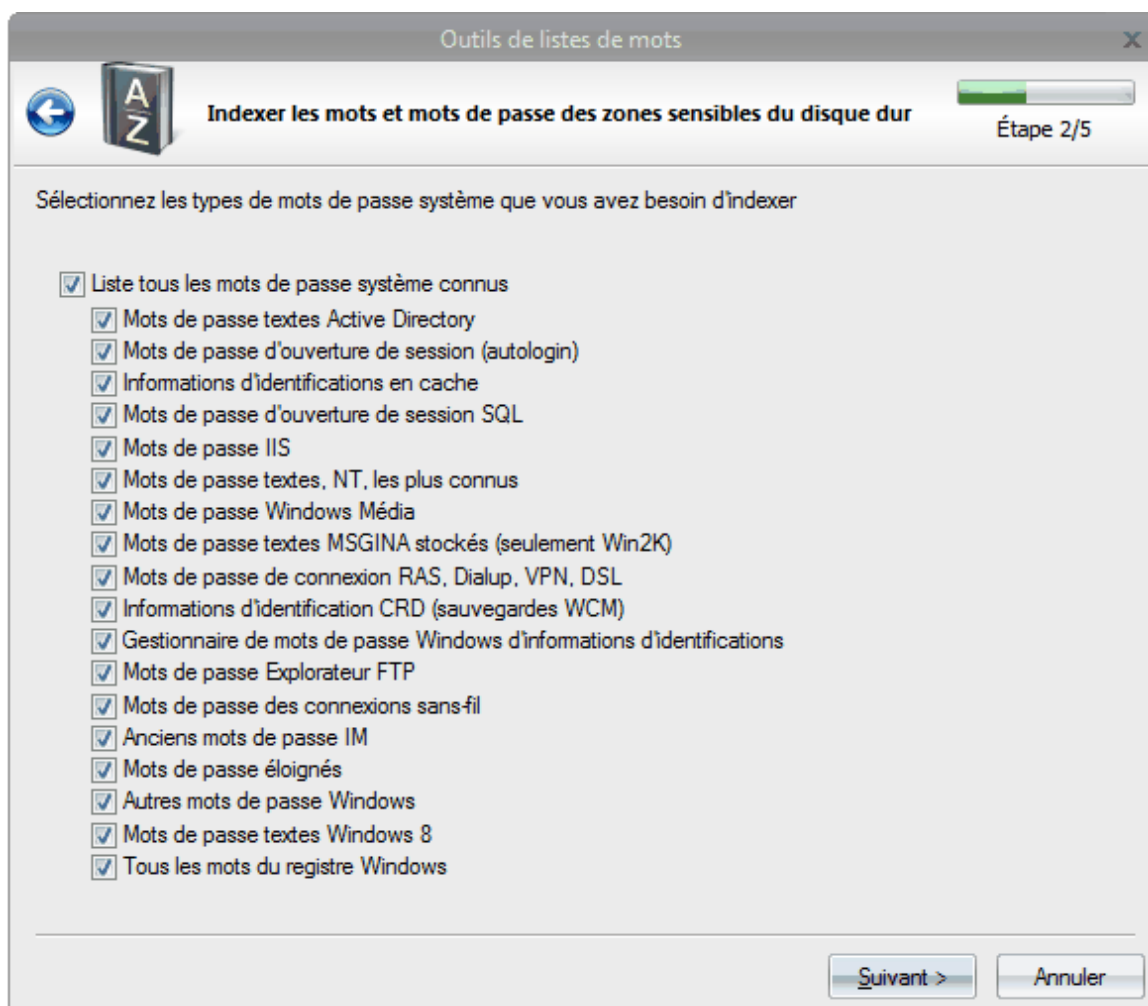 Outils de listes de mots
x
A
Z
Indexer les mots et mots de passe des zones sensibles du disque dur
Étape 2/5
Sélectionnez les types de mots de passe système que vous avez besoin d'indexer
Liste tous les mots de passe système connus
Mots de passe textes Active Directory
Mots de passe d'ouverture de session (autologin)
Informations d'identifications en cache
Mots de passe d'ouverture de session SQL
Mots de passe IIS
Mots de passe textes, NT, les plus connus
Mots de passe Windows Média
Mots de passe textes MSGINA stockés (seulement Win2K)
Mots de passe de connexion RAS, Dialup, VPN, DSL
Informations d'identification CRD (sauvegardes WCM)
Gestionnaire de mots de passe Windows d'informations d'identifications
Mots de passe Explorateur FTP
Mots de passe des connexions sans-fil
Anciens mots de passe IM
Mots de passe éloignés
Autres mots de passe Windows
Mots de passe textes Windows 8
Tous les mots du registre Windows
Suivant >
Annuler